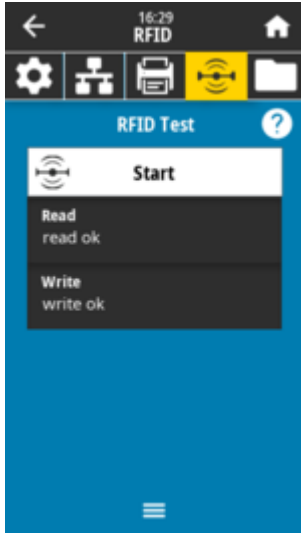 16:29
RFID
RFID Test
?
Start
Read
read ok
Write
write ok